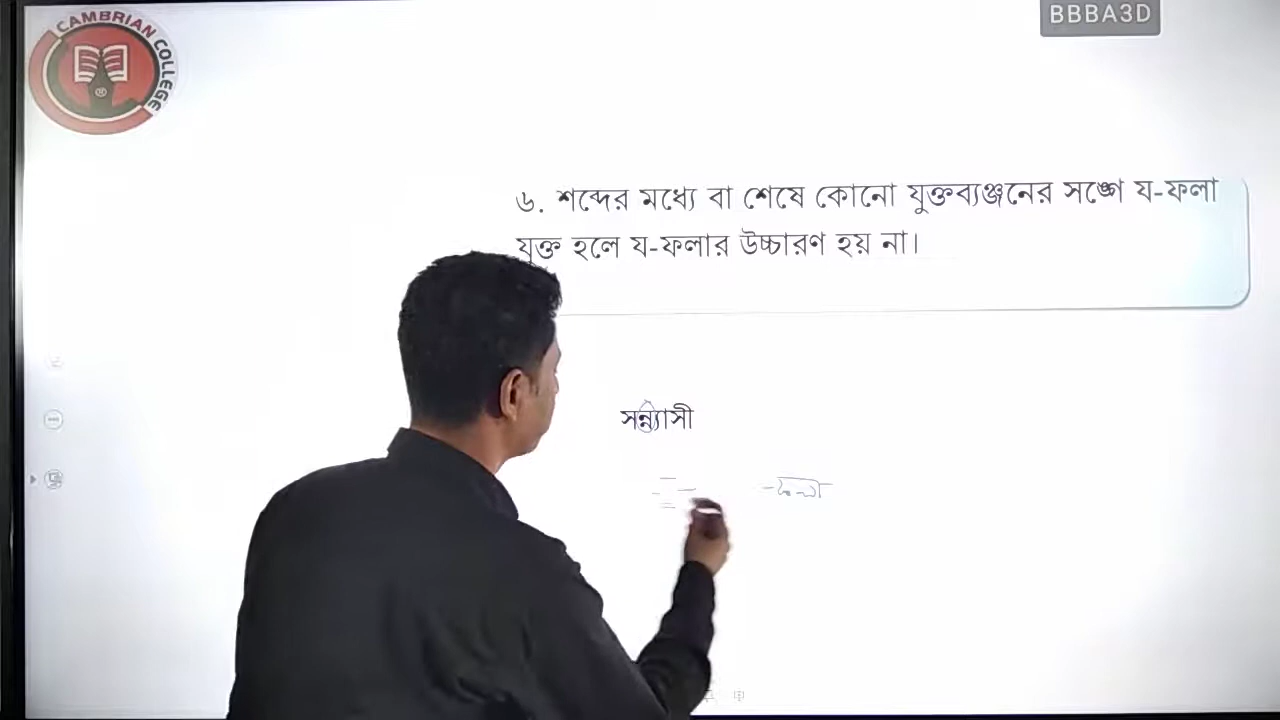 CAMBRIAN COLLEGE
BBBA3D
৬. শব্দের মধ্যে বা শেষে কোনো যুক্তব্যঞ্জনের সঙ্গে য-ফলা
যুক্ত হলে য-ফলার উচ্চারণ হয় না।
সন্ন্যাসী